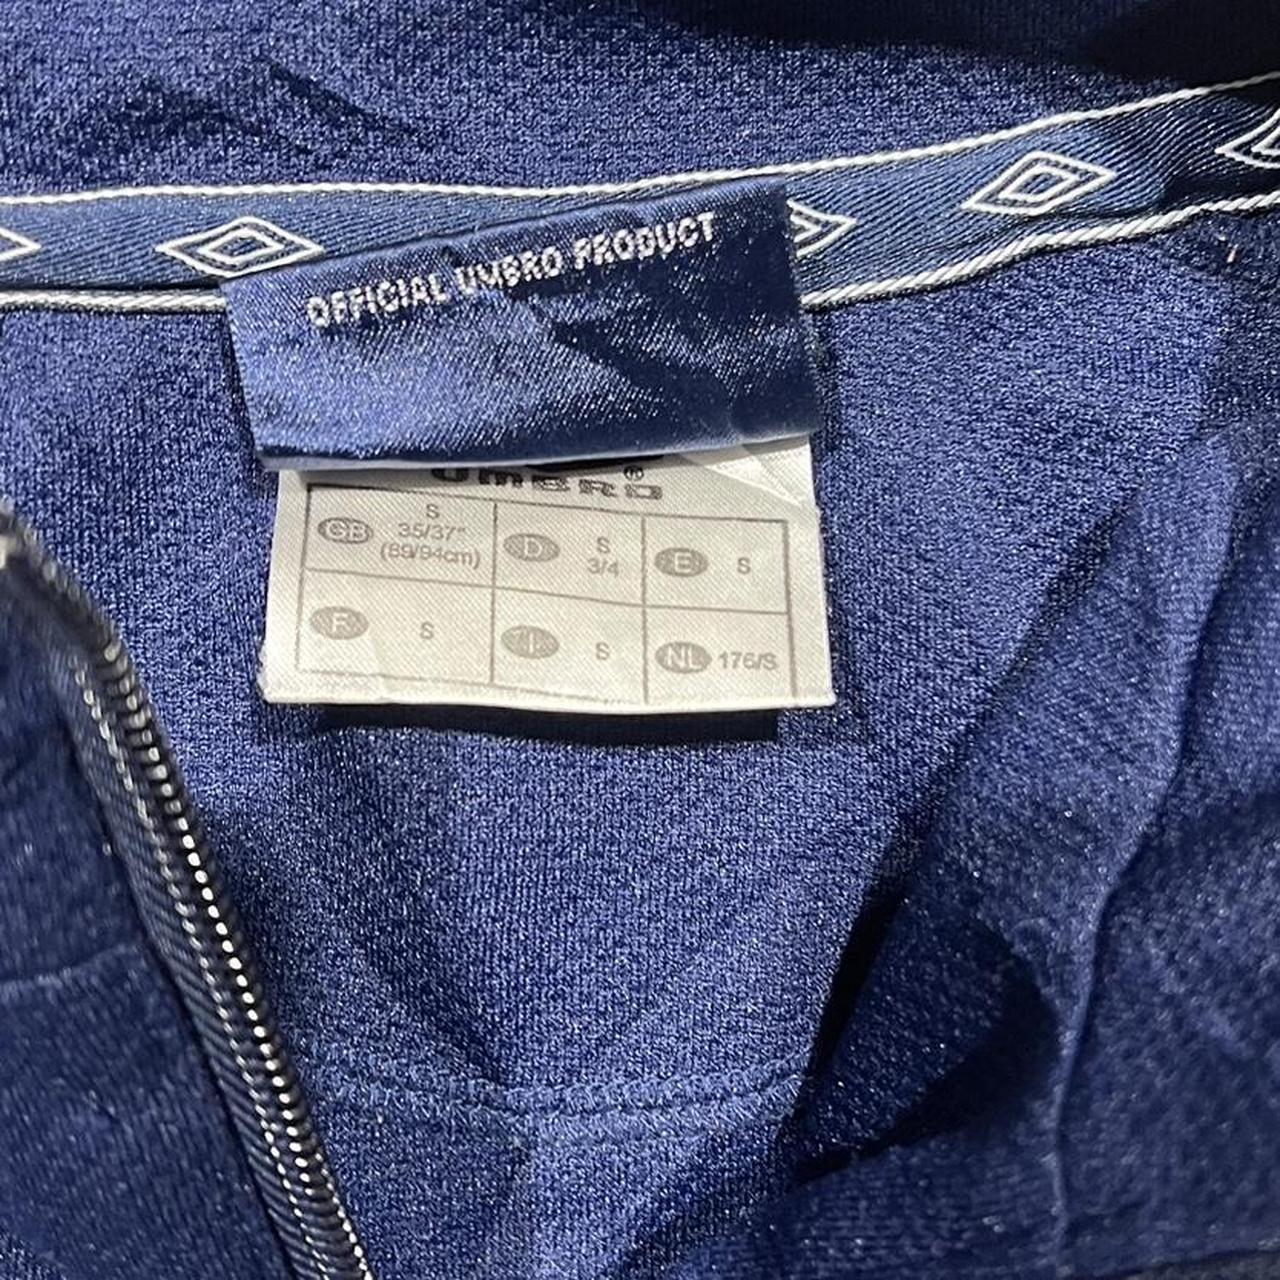 OFFICIAL UMBRO PRODUCT
UMBRO®
GB S 35/37" (89/94cm)
D S 3/4
E S
F S
I S
NL 176/S